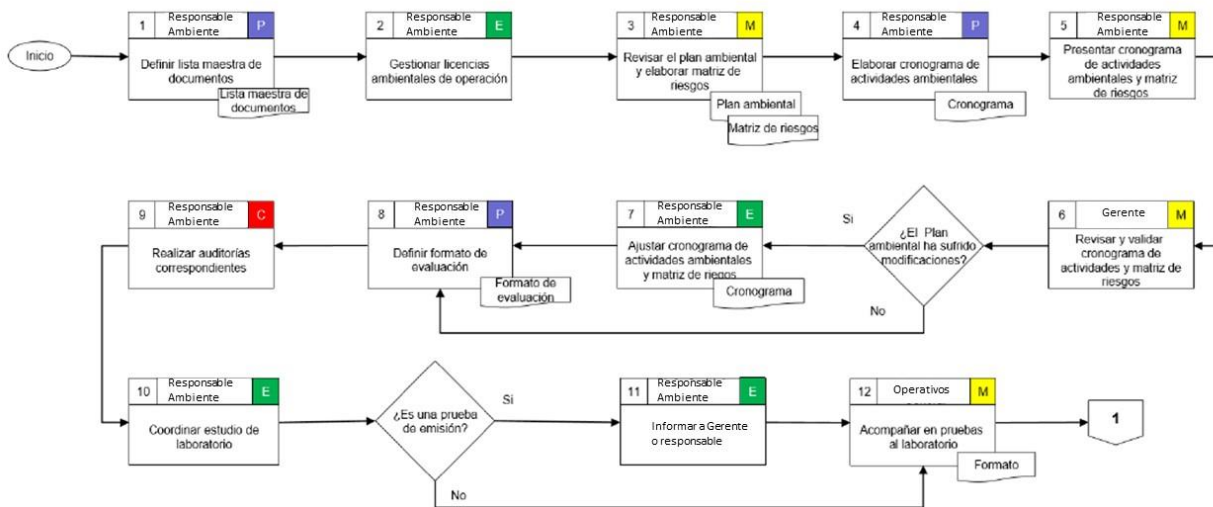 Inicio
1
Responsable
Ambiente
P
Definir lista maestra de
documentos
Lista maestra de
documentos
2
Responsable
Ambiente
E
Gestionar licencias
ambientales de operación
3
Responsable
Ambiente
M
Revisar el plan ambiental
y elaborar matriz de
riesgos
Plan ambiental
Matriz de riesgos
4
Responsable
Ambiente
P
Elaborar cronograma de
actividades ambientales
Cronograma
5
Responsable
Ambiente
M
Presentar cronograma
de actividades
ambientales y matriz
de riesgos
6
Gerente
M
Revisar y validar
cronograma de
actividades y matriz de
riesgos
¿El Plan
ambiental ha sufrido
modificaciones?
Si
No
7
Responsable
Ambiente
E
Ajustar cronograma de
actividades ambientales
y matriz de riegos
Cronograma
8
Responsable
Ambiente
P
Definir formato de
evaluación
Formato de
evaluación
9
Responsable
Ambiente
C
Realizar auditorías
correspondientes
10
Responsable
Ambiente
E
Coordinar estudio de
laboratorio
¿Es una prueba
de emisión?
Si
No
11
Responsable
Ambiente
E
Informar a Gerente
o responsable
12
Operativos
M
Acompañar en pruebas
al laboratorio
Formato
1